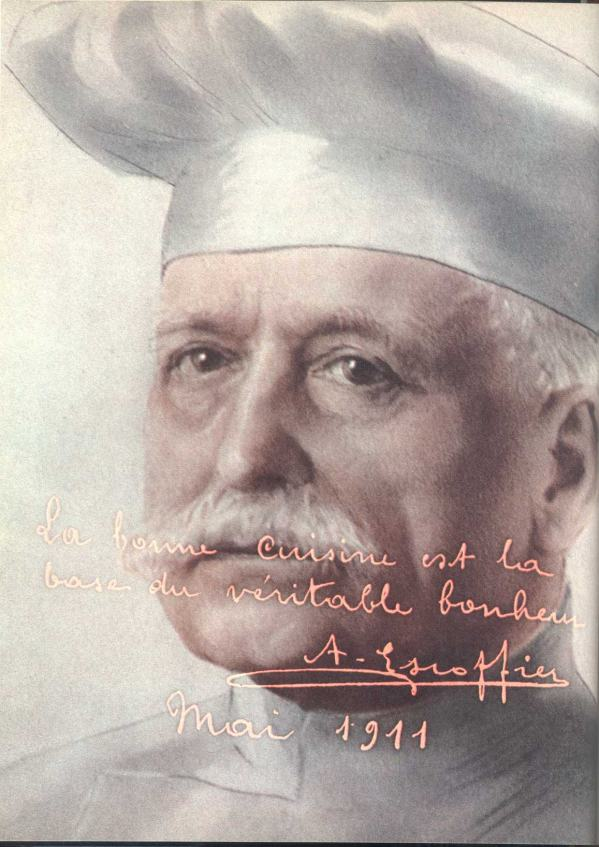 La bonne cuisine est la
base du véritable bonheur
A-Escoffier
Mai 1911